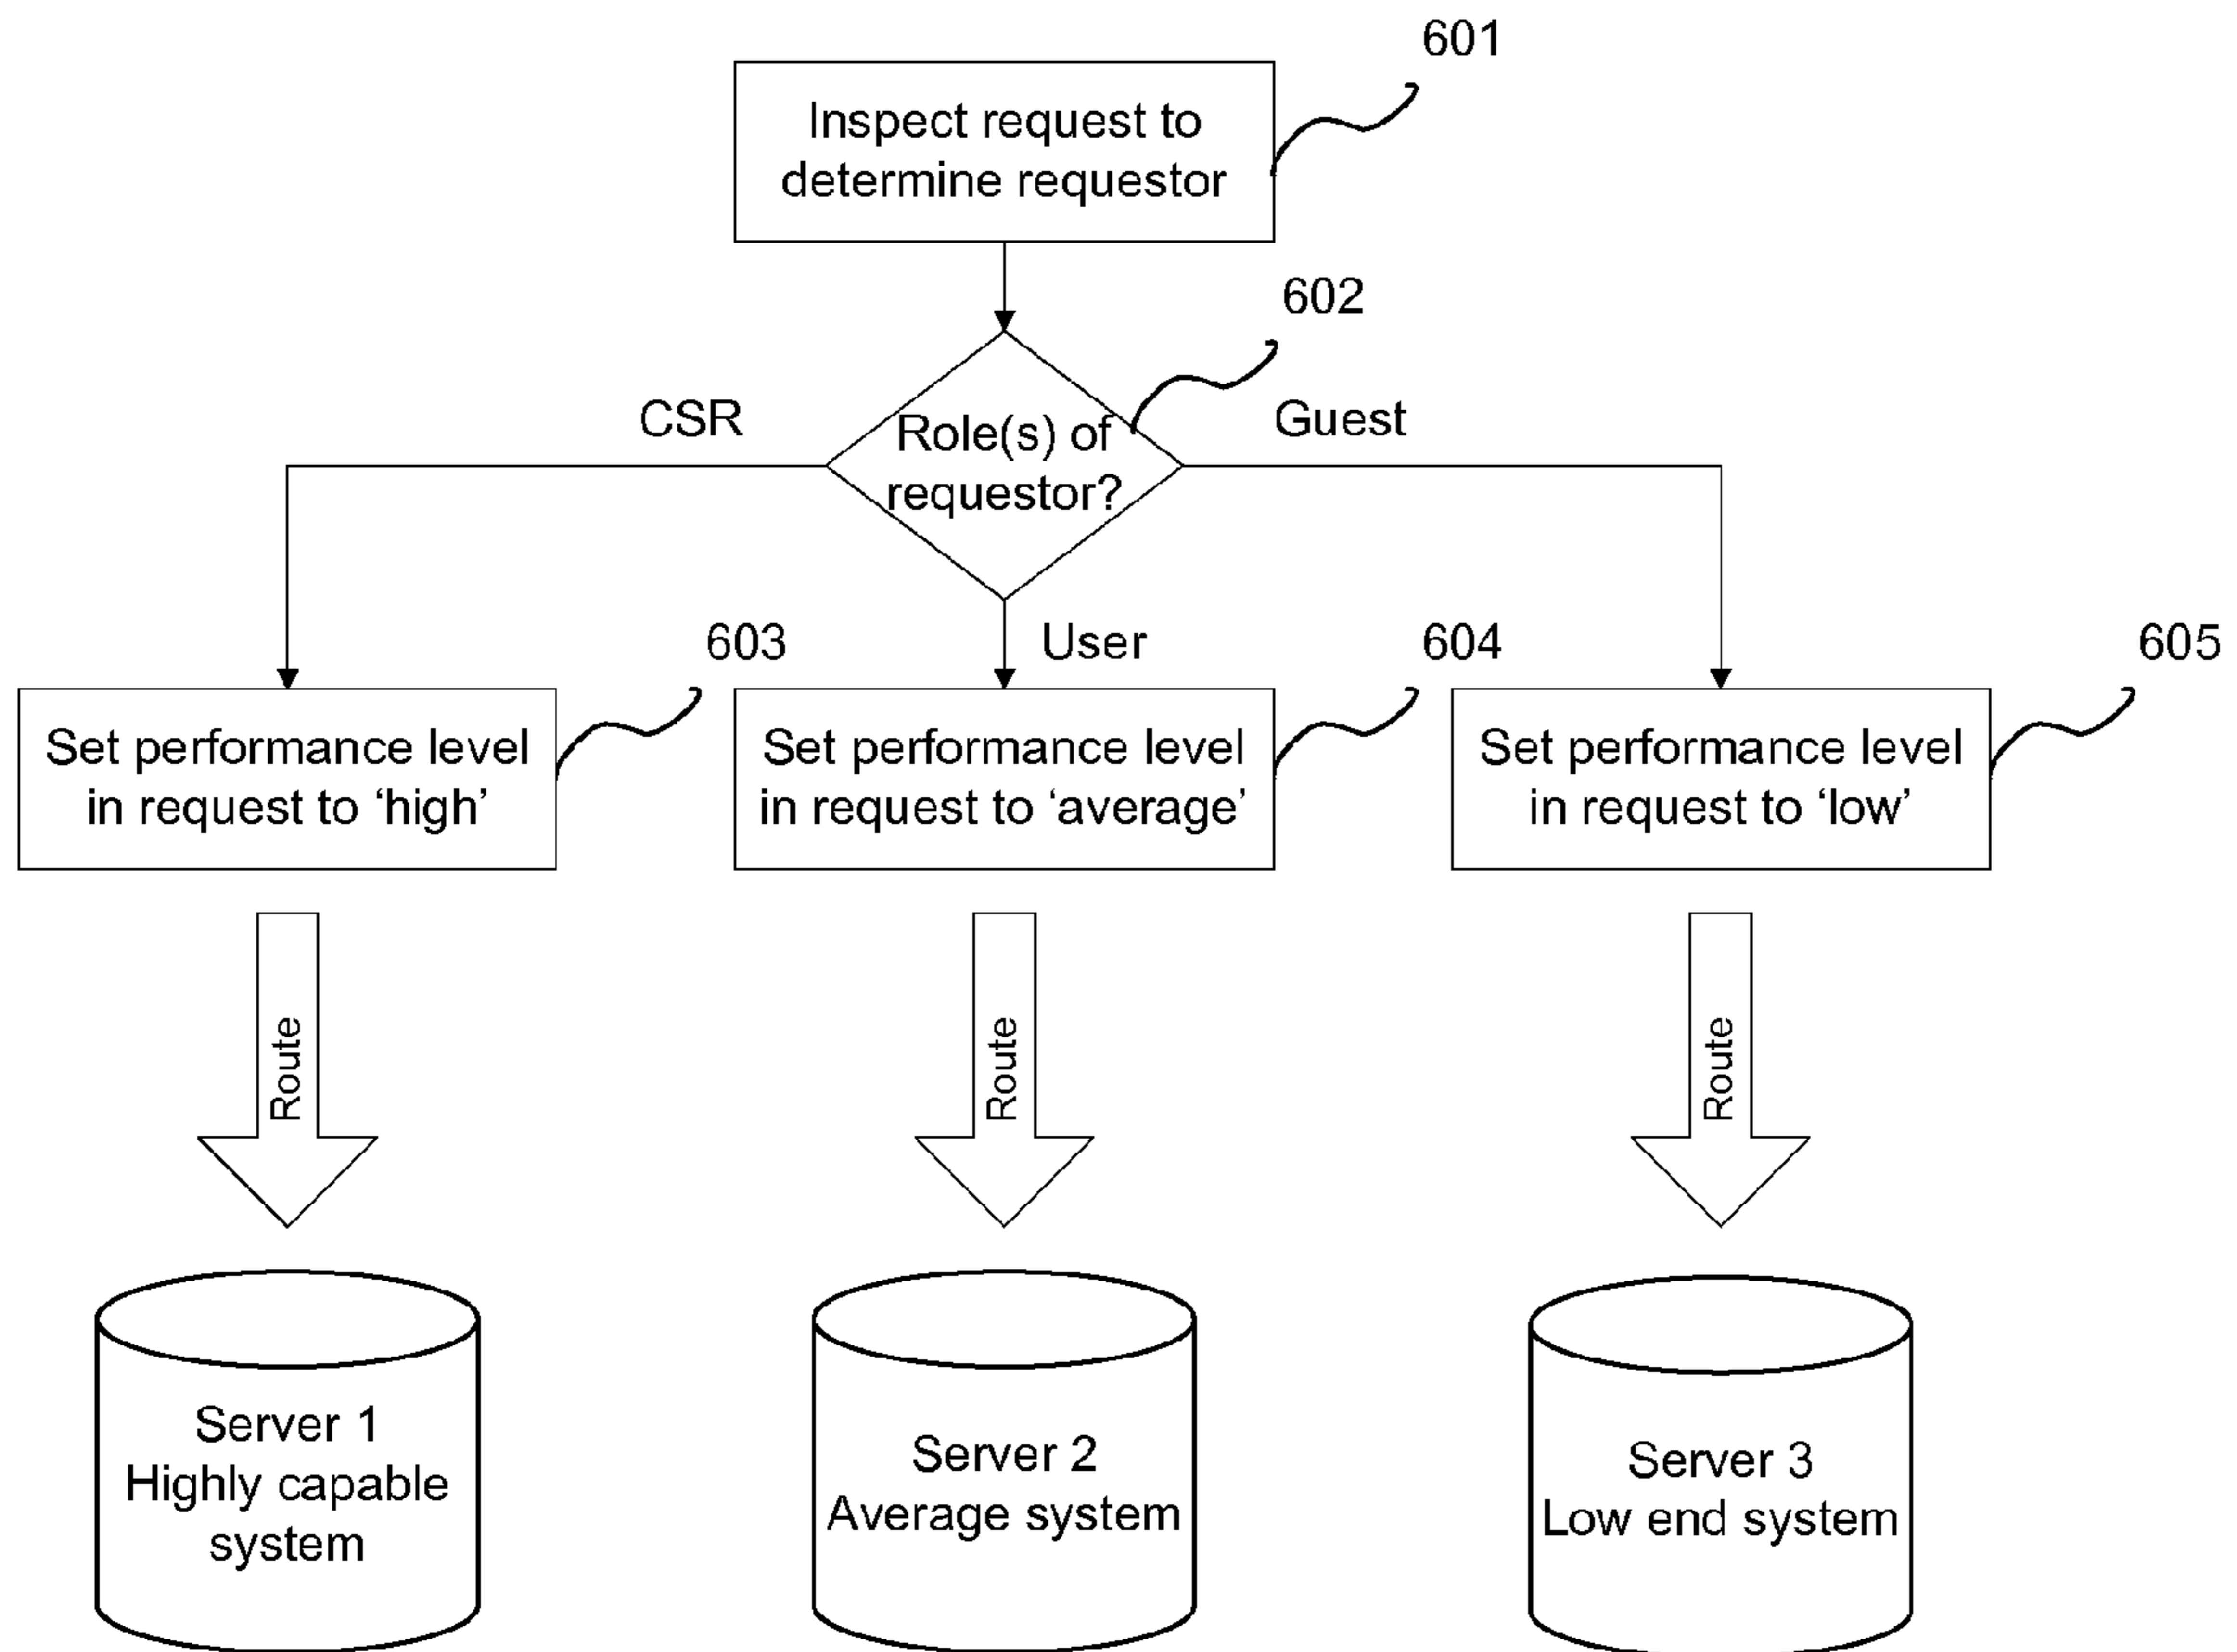 601
Inspect request to
determine requestor
602
CSR
Role(s) of
requestor?
Guest
603
User
604
605
Set performance level
in request to ‘high’
Set performance level
in request to ‘average’
Set performance level
in request to ‘low’
Route
Route
Route
Server 1
Highly capable
system
Server 2
Average system
Server 3
Low end system